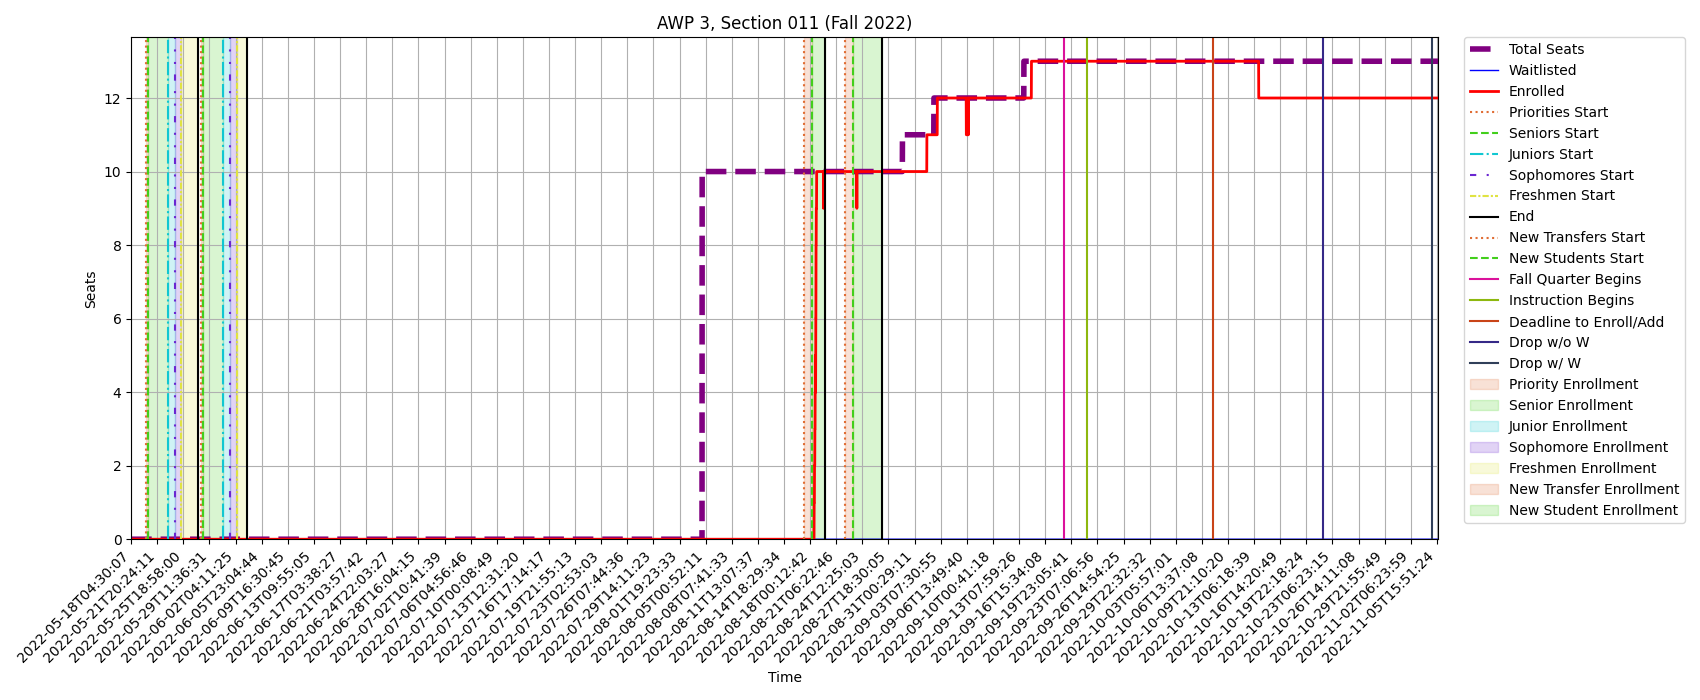 AWP 3, Section 011 (Fall 2022)
Seats
12
10
8
6
4
2
0
2022-05-18T04:30:07
2022-05-21T20:24:11
2022-05-25T18:58:00
2022-05-29T11:36:31
2022-06-02T04:11:25
2022-06-05T23:04:44
2022-06-09T16:30:45
2022-06-13T09:55:05
2022-06-17T03:38:27
2022-06-21T03:57:42
2022-06-24T22:03:27
2022-06-28T16:04:15
2022-07-02T10:41:39
2022-07-06T04:56:46
2022-07-10T00:08:49
2022-07-13T12:31:20
2022-07-16T17:14:17
2022-07-19T21:55:13
2022-07-23T02:53:03
2022-07-26T07:44:36
2022-07-29T14:11:23
2022-08-01T19:23:33
2022-08-05T00:52:11
2022-08-08T07:41:33
2022-08-11T13:07:37
2022-08-14T18:29:34
2022-08-18T00:12:42
2022-08-21T06:22:46
2022-08-24T12:25:03
2022-08-27T18:30:05
2022-08-31T00:29:11
2022-09-03T07:30:55
2022-09-06T13:49:40
2022-09-10T00:41:18
2022-09-13T07:59:26
2022-09-16T15:34:08
2022-09-19T23:05:41
2022-09-23T07:06:56
2022-09-26T14:54:25
2022-09-29T22:32:32
2022-10-03T05:57:01
2022-10-06T13:37:08
2022-10-09T21:10:20
2022-10-13T06:18:39
2022-10-16T14:20:49
2022-10-19T22:18:24
2022-10-23T06:23:15
2022-10-26T14:11:08
2022-10-29T21:55:49
2022-11-02T06:23:59
2022-11-05T15:51:24
Time
Total Seats
Waitlisted
Enrolled
Priorities Start
Seniors Start
Juniors Start
Sophomores Start
Freshmen Start
End
New Transfers Start
New Students Start
Fall Quarter Begins
Instruction Begins
Deadline to Enroll/Add
Drop w/o W
Drop w/ W
Priority Enrollment
Senior Enrollment
Junior Enrollment
Sophomore Enrollment
Freshmen Enrollment
New Transfer Enrollment
New Student Enrollment